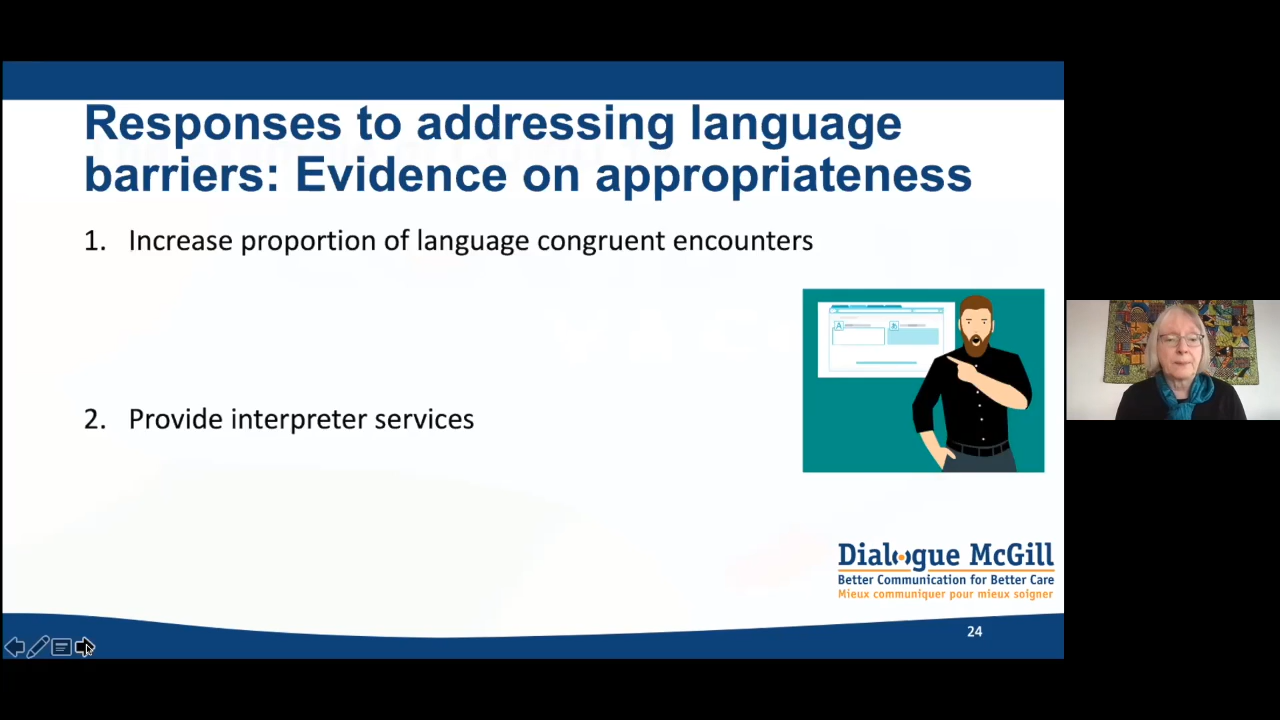 Responses to addressing language
barriers: Evidence on appropriateness
1. Increase proportion of language congruent encounters
2. Provide interpreter services
Dialogue McGill
Better Communication for Better Care
Mieux communiquer pour mieux soigner
24